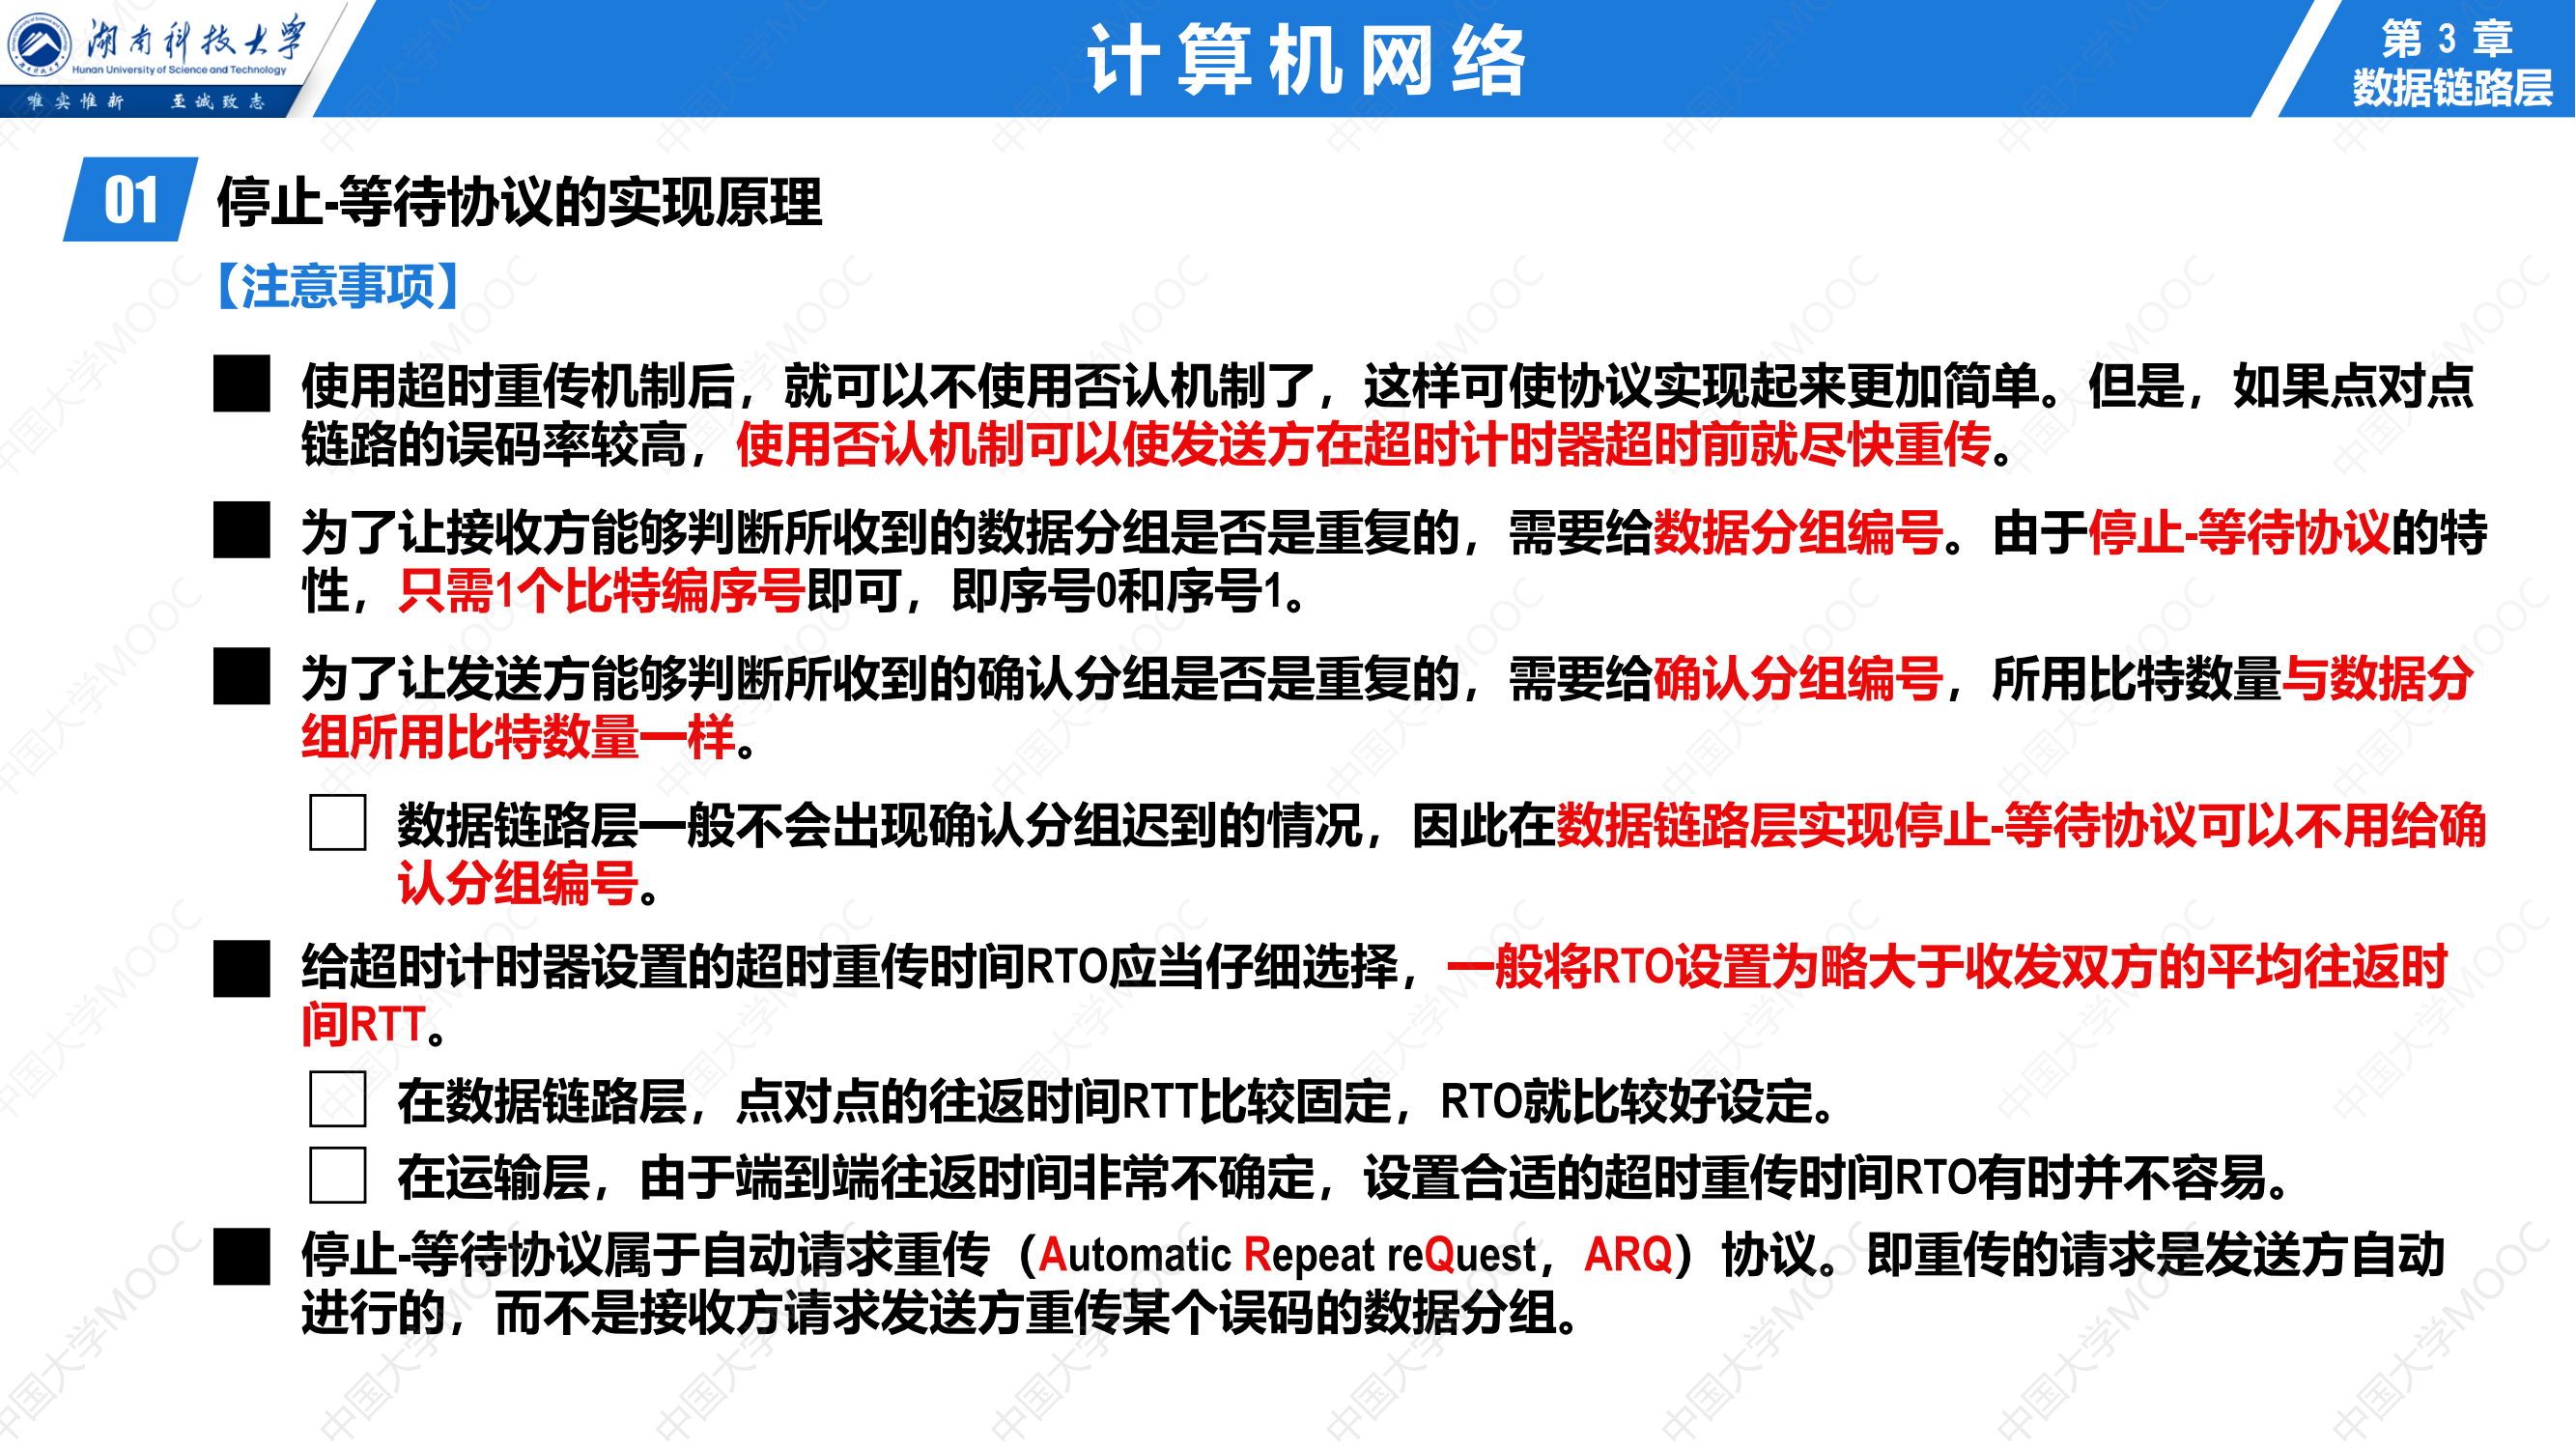 湖南科技大学
Hunan University of Science and Technology
唯实惟新 至诚致志
计算机网络
第 3 章
数据链路层
01 停止-等待协议的实现原理
【注意事项】
使用超时重传机制后，就可以不使用否认机制了，这样可使协议实现起来更加简单。但是，如果点对点
链路的误码率较高，使用否认机制可以使发送方在超时计时器超时前就尽快重传。
为了让接收方能够判断所收到的数据分组是否是重复的，需要给数据分组编号。由于停止-等待协议的特
性，只需1个比特编序号即可，即序号0和序号1。
为了让发送方能够判断所收到的确认分组是否是重复的，需要给确认分组编号，所用比特数量与数据分
组所用比特数量一样。
数据链路层一般不会出现确认分组迟到的情况，因此在数据链路层实现停止-等待协议可以不用给确
认分组编号。
给超时计时器设置的超时重传时间RTO应当仔细选择，一般将RTO设置为略大于收发双方的平均往返时
间RTT。
在数据链路层，点对点的往返时间RTT比较固定，RTO就比较好设定。
在运输层，由于端到端往返时间非常不确定，设置合适的超时重传时间RTO有时并不容易。
停止-等待协议属于自动请求重传（Automatic Repeat reQuest，ARQ）协议。即重传的请求是发送方自动
进行的，而不是接收方请求发送方重传某个误码的数据分组。
中国大学MOOC